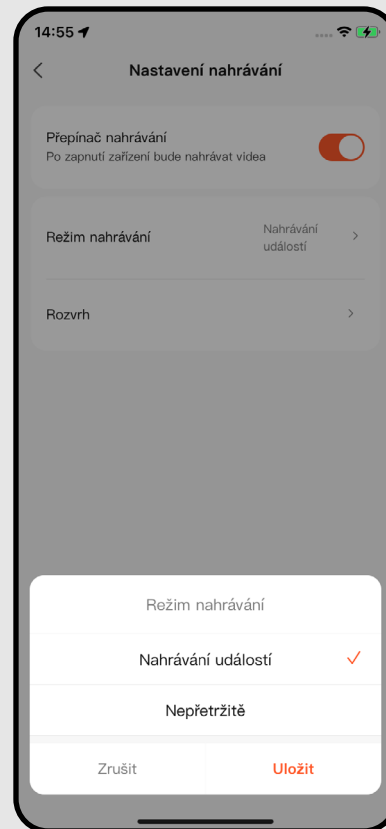 14:55
Nastavení nahrávání
Přepínač nahrávání
Po zapnutí zařízení bude nahrávat videa
Režim nahrávání
Nahrávání
událostí
Rozvrh
Režim nahrávání
Nahrávání událostí
Nepřetržitě
Zrušit
Uložit